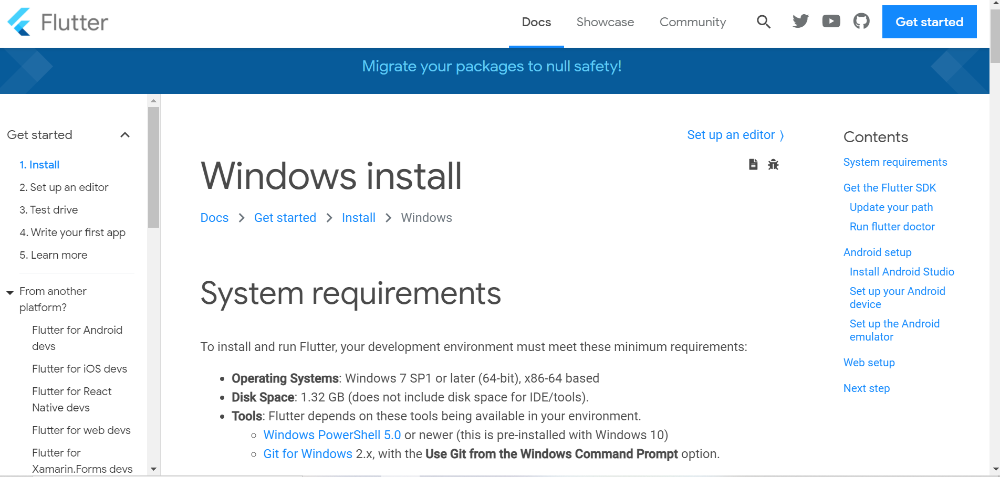 Flutter
Docs
Showcase
Community
Get started
Migrate your packages to null safety!
Get started
1. Install
2. Set up an editor
3. Test drive
4. Write your first app
5. Learn more
From another
platform?
Flutter for Android
devs
Flutter for iOS devs
Flutter for React
Native devs
Flutter for web devs
Flutter for
Xamarin.Forms devs
Set up an editor ⟩
Windows install
Docs > Get started > Install > Windows
System requirements
To install and run Flutter, your development environment must meet these minimum requirements:
• Operating Systems: Windows 7 SP1 or later (64-bit), x86-64 based
• Disk Space: 1.32 GB (does not include disk space for IDE/tools).
• Tools: Flutter depends on these tools being available in your environment.
◦ Windows PowerShell 5.0 or newer (this is pre-installed with Windows 10)
◦ Git for Windows 2.x, with the Use Git from the Windows Command Prompt option.
Contents
System requirements
Get the Flutter SDK
Update your path
Run flutter doctor
Android setup
Install Android Studio
Set up your Android
device
Set up the Android
emulator
Web setup
Next step